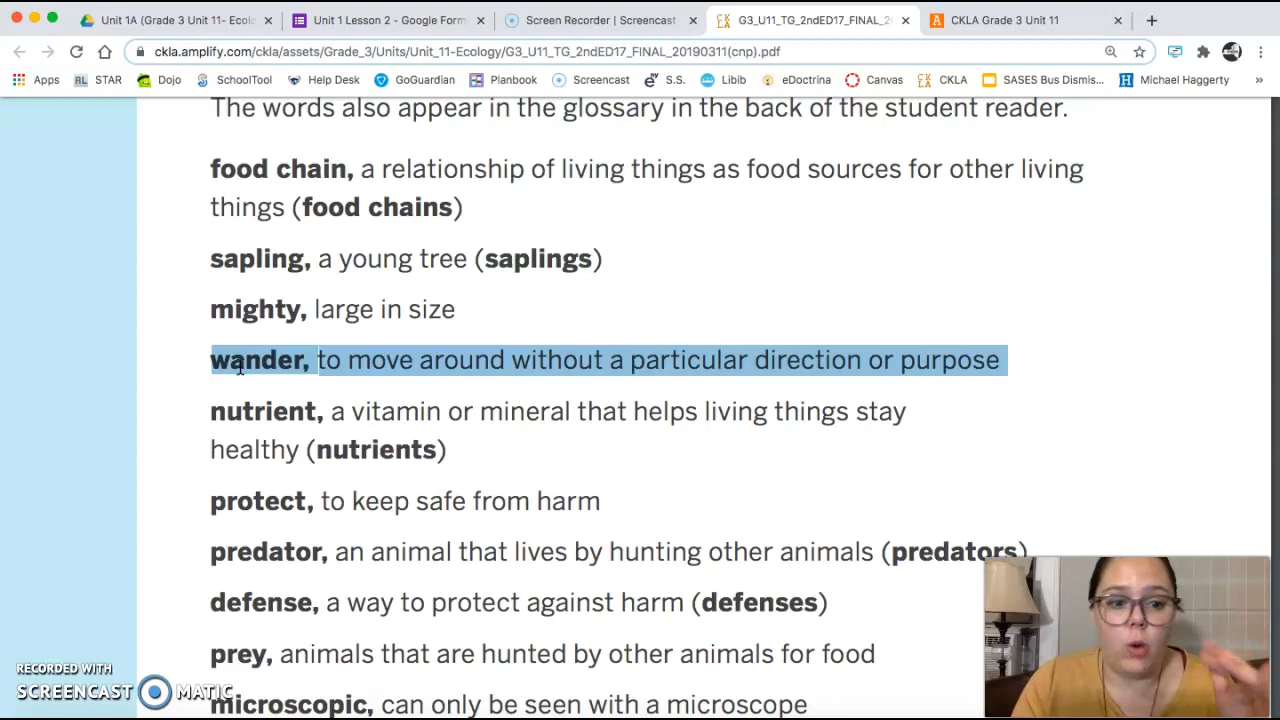 Unit 1A (Grade 3 Unit 11- Ecolo
Unit 1 Lesson 2 - Google Form
Screen Recorder | Screencast
G3_U11_TG_2ndED17_FINAL_2
CKLA Grade 3 Unit 11
ckla.amplify.com/ckla/assets/Grade_3/Units/Unit_11-Ecology/G3_U11_TG_2ndED17_FINAL_20190311(cnp).pdf
Apps RL STAR Dojo SchoolTool Help Desk GoGuardian Planbook Screencast S.S. Libib eDoctrina Canvas CKLA SASES Bus Dismis... Michael Haggerty »
The words also appear in the glossary in the back of the student reader.
food chain, a relationship of living things as food sources for other living
things (food chains)
sapling, a young tree (saplings)
mighty, large in size
wander, to move around without a particular direction or purpose
nutrient, a vitamin or mineral that helps living things stay
healthy (nutrients)
protect, to keep safe from harm
predator, an animal that lives by hunting other animals (predators)
defense, a way to protect against harm (defenses)
prey, animals that are hunted by other animals for food
microscopic, can only be seen with a microscope
RECORDED WITH
SCREENCAST MATIC